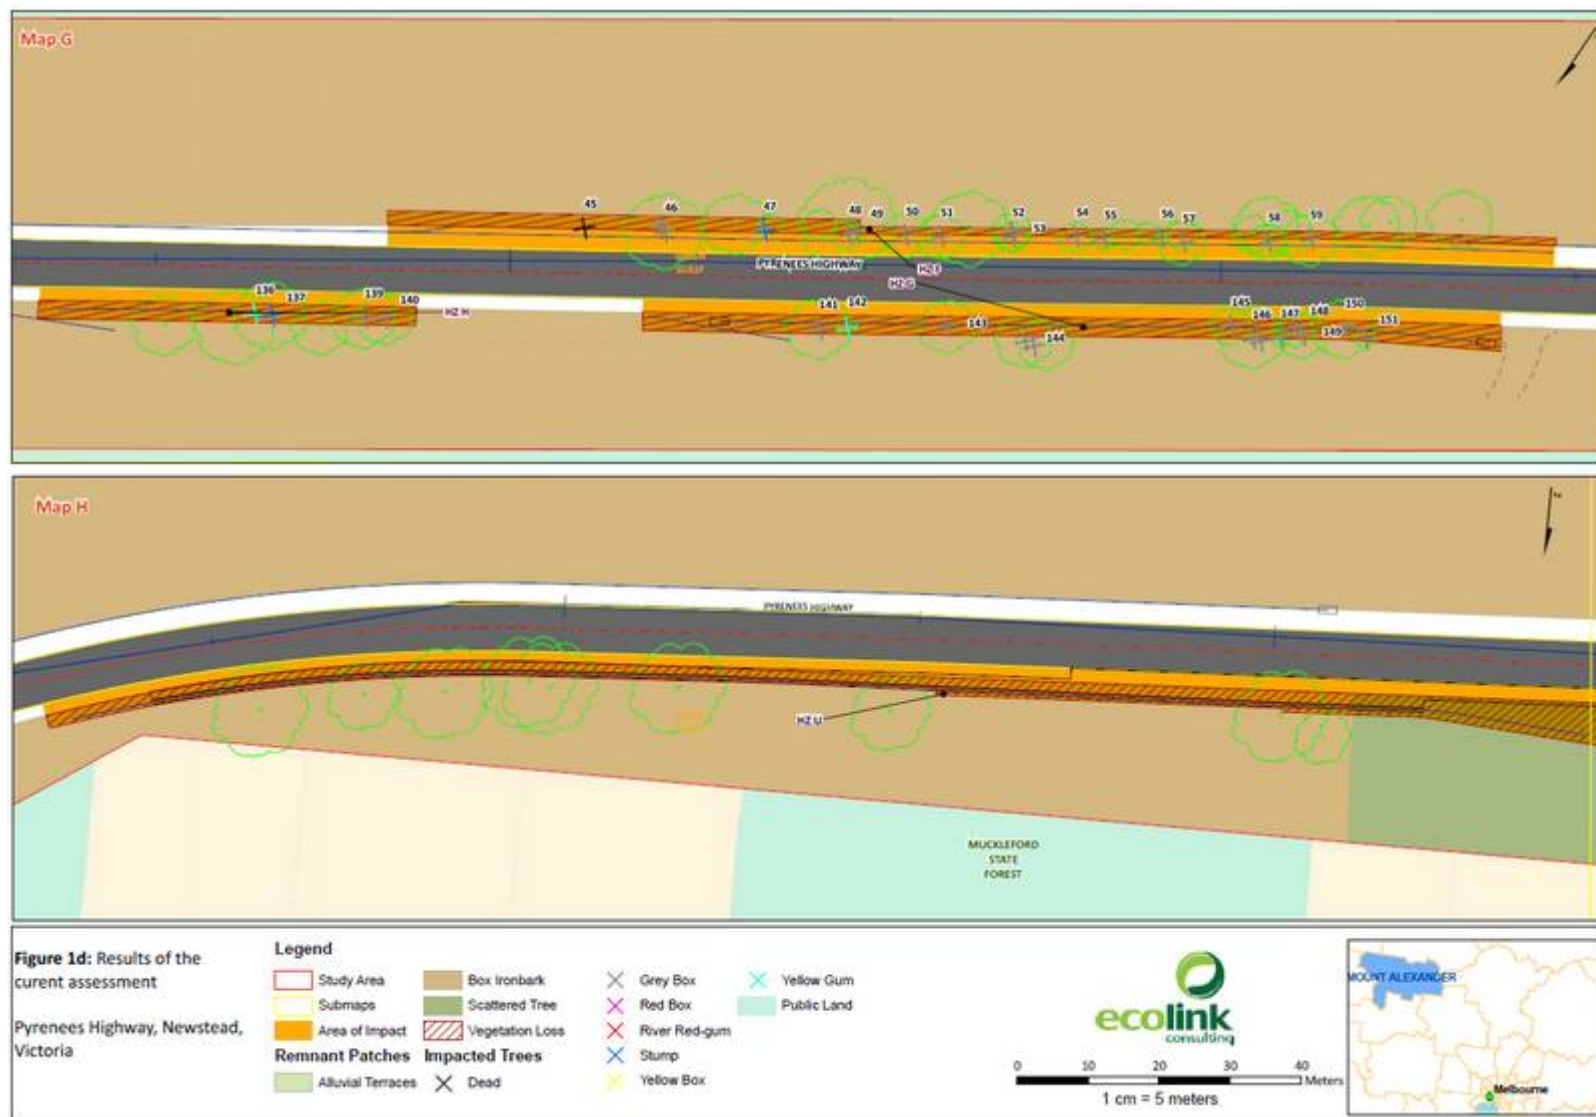 Map G
45
46
47
48
49
50
51
52
53
54
55
56
57
58
59
PYRENEES HIGHWAY
HZ F
HZ G
136
137
139
140
HZ H
141
142
143
144
145
146
147
148
149
150
151
Map H
PYRENEES HIGHWAY
HZ U
MUCKLEFORD
STATE
FOREST
Figure 1d: Results of the
curent assessment
Pyrenees Highway, Newstead,
Victoria
Legend
Study Area
Submaps
Area of Impact
Remnant Patches
Alluvial Terraces
Box Ironbark
Scattered Tree
Vegetation Loss
Impacted Trees
Dead
Grey Box
Red Box
River Red-gum
Stump
Yellow Box
Yellow Gum
Public Land
ecolink
consulting
0 10 20 30 40
Meters
1 cm = 5 meters
MOUNT ALEXANDER
Melbourne